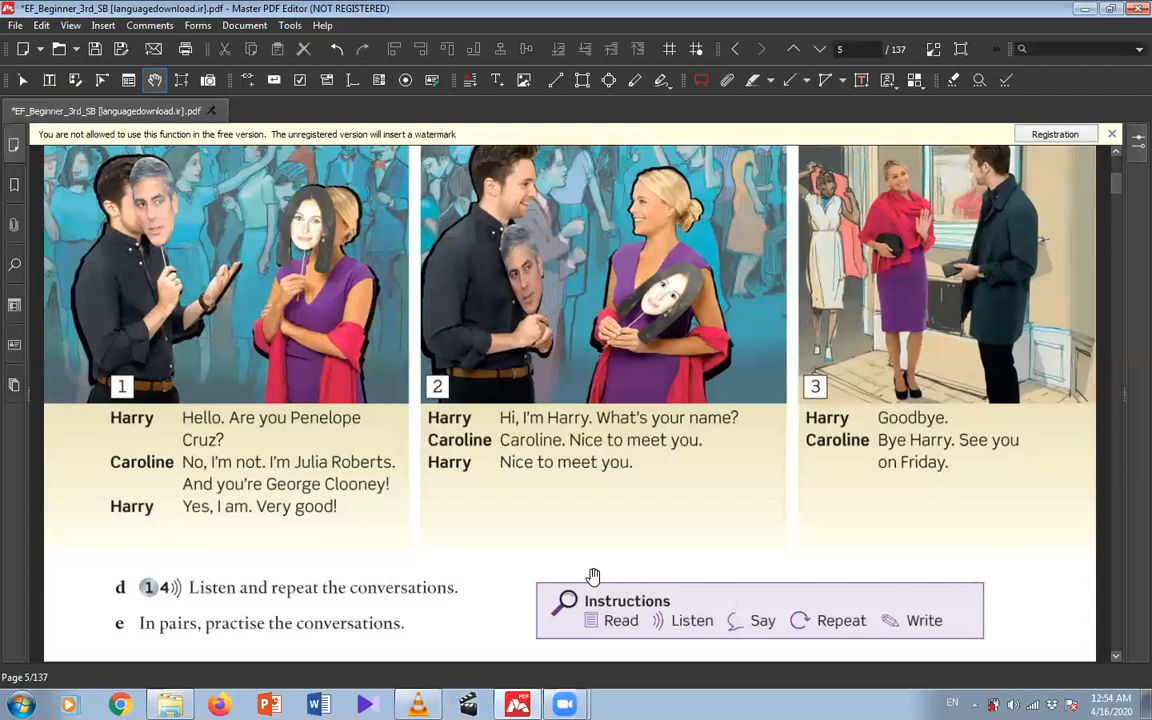 *EF_Beginner_3rd_SB [languagedownload.ir].pdf - Master PDF Editor (NOT REGISTERED)
File Edit View Insert Comments Forms Document Tools Help
5 / 137
*EF_Beginner_3rd_SB [languagedownload.ir].pdf
You are not allowed to use this function in the free version. The unregistered version will insert a watermark
Registration
1
Harry Hello. Are you Penelope
Cruz?
Caroline No, I'm not. I'm Julia Roberts.
And you're George Clooney!
Harry Yes, I am. Very good!
2
Harry Hi, I'm Harry. What's your name?
Caroline Caroline. Nice to meet you.
Harry Nice to meet you.
3
Harry Goodbye.
Caroline Bye Harry. See you
on Friday.
d 1 4 Listen and repeat the conversations.
e In pairs, practise the conversations.
Instructions
Read Listen Say Repeat Write
Page 5/137
EN
12:54 AM
4/16/2020